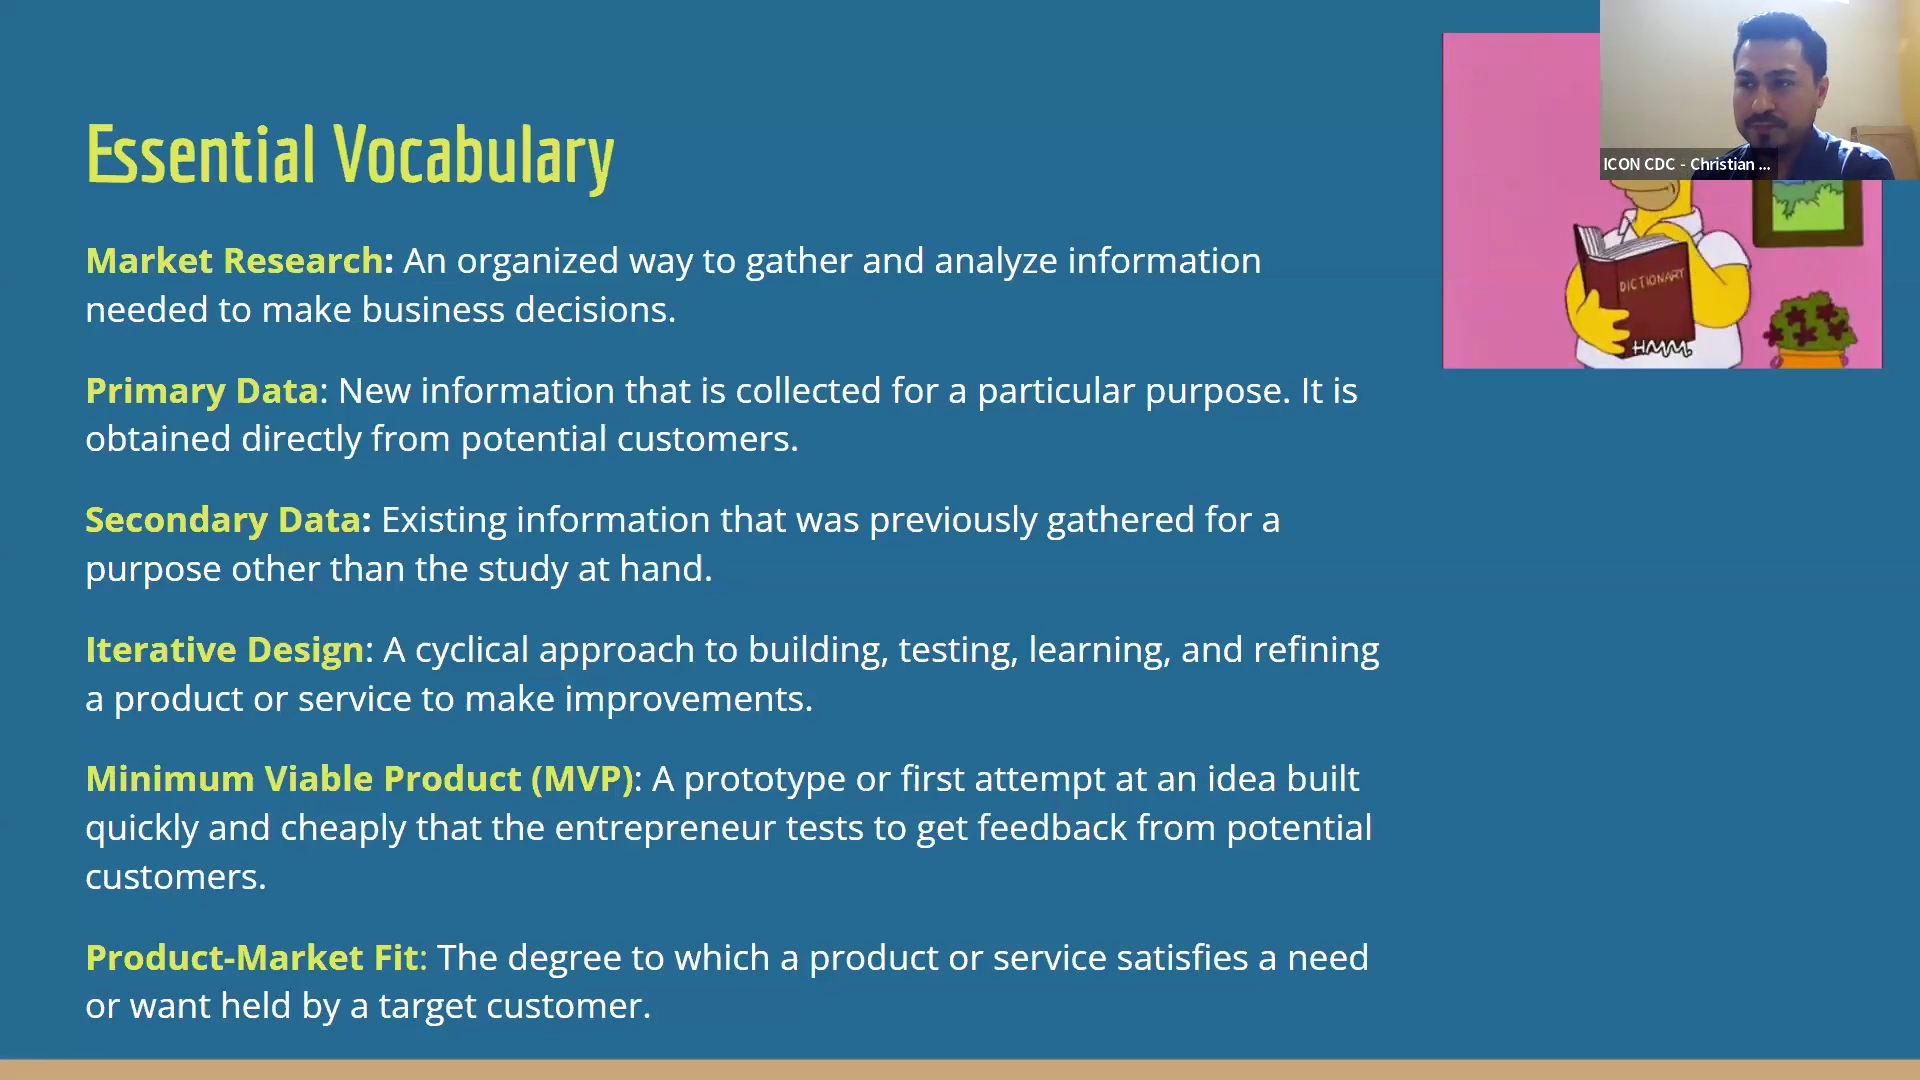 Essential Vocabulary
Market Research: An organized way to gather and analyze information
needed to make business decisions.
Primary Data: New information that is collected for a particular purpose. It is
obtained directly from potential customers.
Secondary Data: Existing information that was previously gathered for a
purpose other than the study at hand.
Iterative Design: A cyclical approach to building, testing, learning, and refining
a product or service to make improvements.
Minimum Viable Product (MVP): A prototype or first attempt at an idea built
quickly and cheaply that the entrepreneur tests to get feedback from potential
customers.
Product-Market Fit: The degree to which a product or service satisfies a need
or want held by a target customer.
ICON CDC - Christian ...
DICTIONARY
HMM.